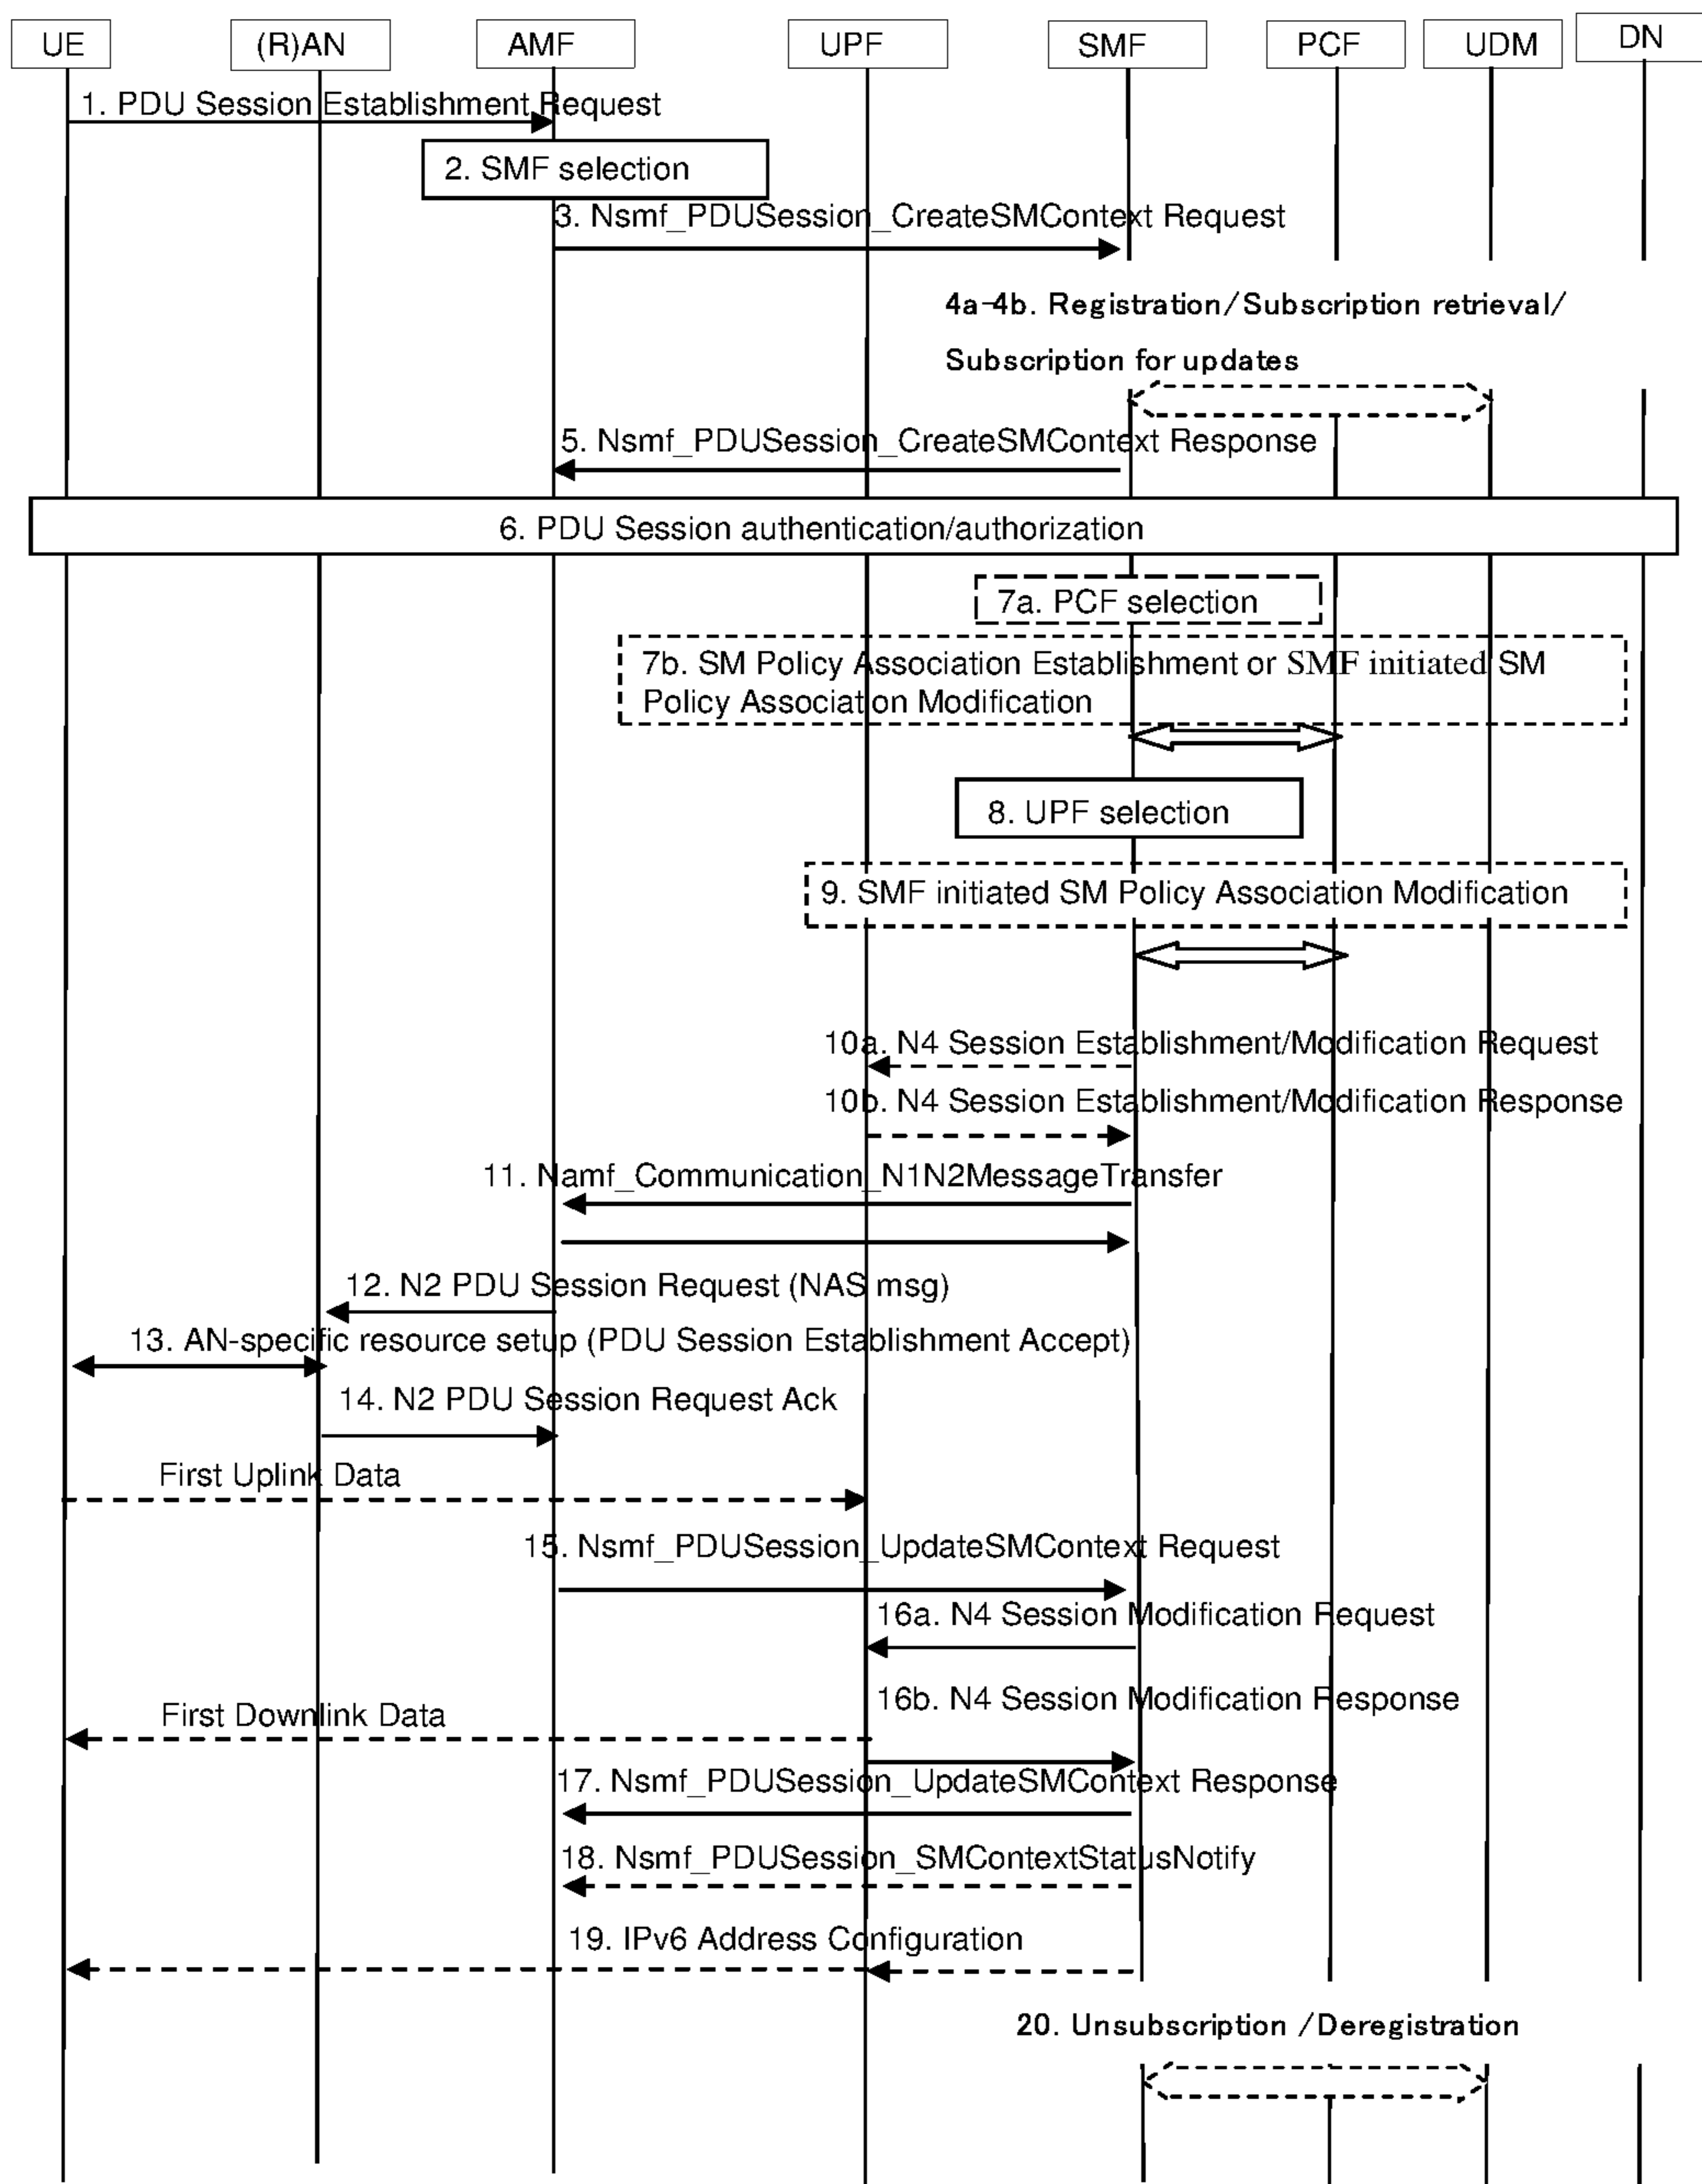 UE
(R)AN
AMF
UPF
SMF
PCF
UDM
DN
1. PDU Session Establishment Request
2. SMF selection
3. Nsmf_PDUSession_CreateSMContext Request
4a-4b. Registration/Subscription retrieval/
Subscription for updates
5. Nsmf_PDUSession_CreateSMContext Response
6. PDU Session authentication/authorization
7a. PCF selection
7b. SM Policy Association Establishment or SMF initiated SM
Policy Association Modification
8. UPF selection
9. SMF initiated SM Policy Association Modification
10a. N4 Session Establishment/Modification Request
10b. N4 Session Establishment/Modification Response
11. Namf_Communication_N1N2MessageTransfer
12. N2 PDU Session Request (NAS msg)
13. AN-specific resource setup (PDU Session Establishment Accept)
14. N2 PDU Session Request Ack
First Uplink Data
15. Nsmf_PDUSession_UpdateSMContext Request
16a. N4 Session Modification Request
16b. N4 Session Modification Response
First Downlink Data
17. Nsmf_PDUSession_UpdateSMContext Response
18. Nsmf_PDUSession_SMContextStatusNotify
19. IPv6 Address Configuration
20. Unsubscription /Deregistration